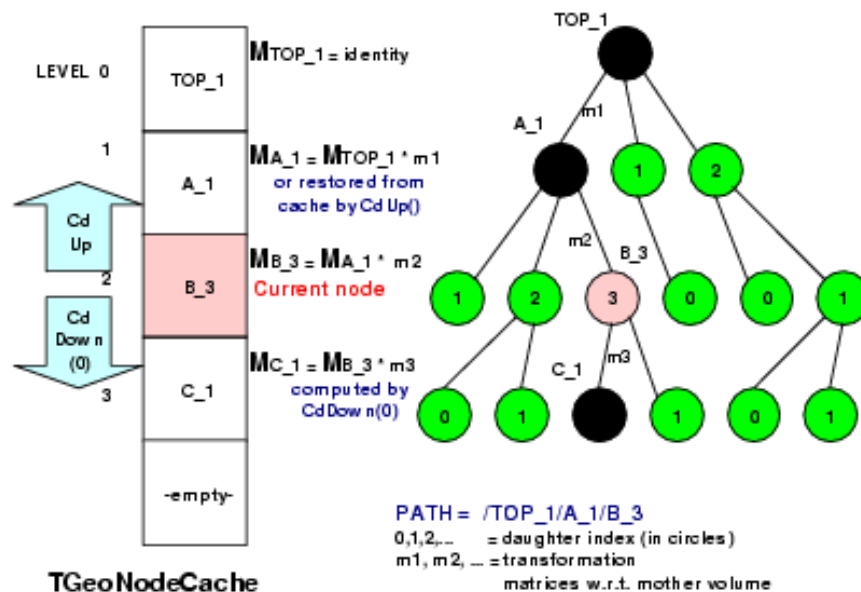 TOP_1
LEVEL 0
TOP_1
MTOP_1 = identity
m1
A_1
1
A_1
MA_1 = MTOP_1 * m1
or restored from
cache by CdUp()
1
2
Cd
Up
m2
B_3
2
B_3
MB_3 = MA_1 * m2
Current node
1
2
3
0
0
1
Cd
Down
(0)
3
C_1
MC_1 = MB_3 * m3
computed by
CdDown(0)
C_1
m3
0
1
1
0
1
-empty-
PATH = /TOP_1/A_1/B_3
0,1,2,... = daughter index (in circles)
m1, m2, ... = transformation
matrices w.r.t. mother volume
TGeoNodeCache